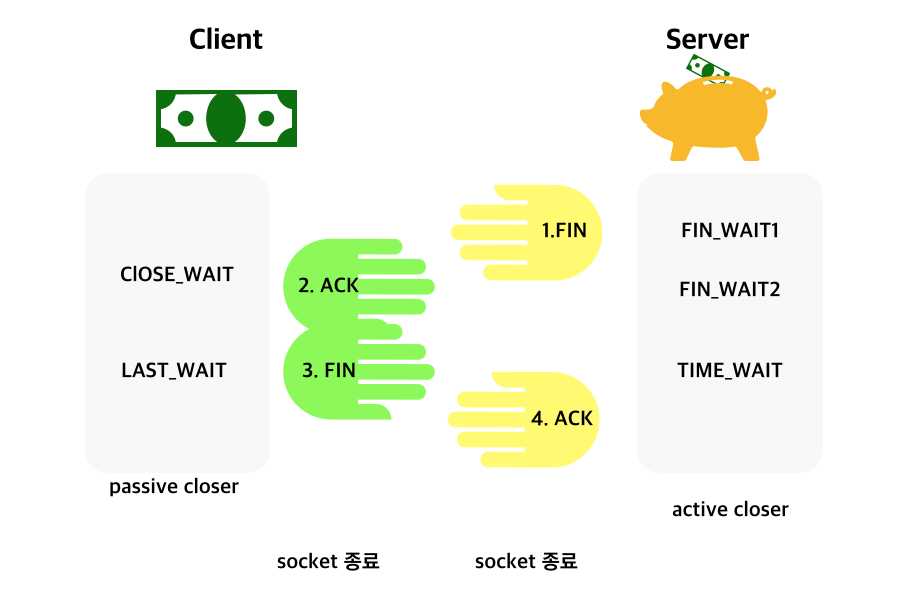 Client
Server
1.FIN
FIN_WAIT1
ClOSE_WAIT
2. ACK
FIN_WAIT2
LAST_WAIT
3. FIN
TIME_WAIT
4. ACK
passive closer
active closer
socket 종료
socket 종료